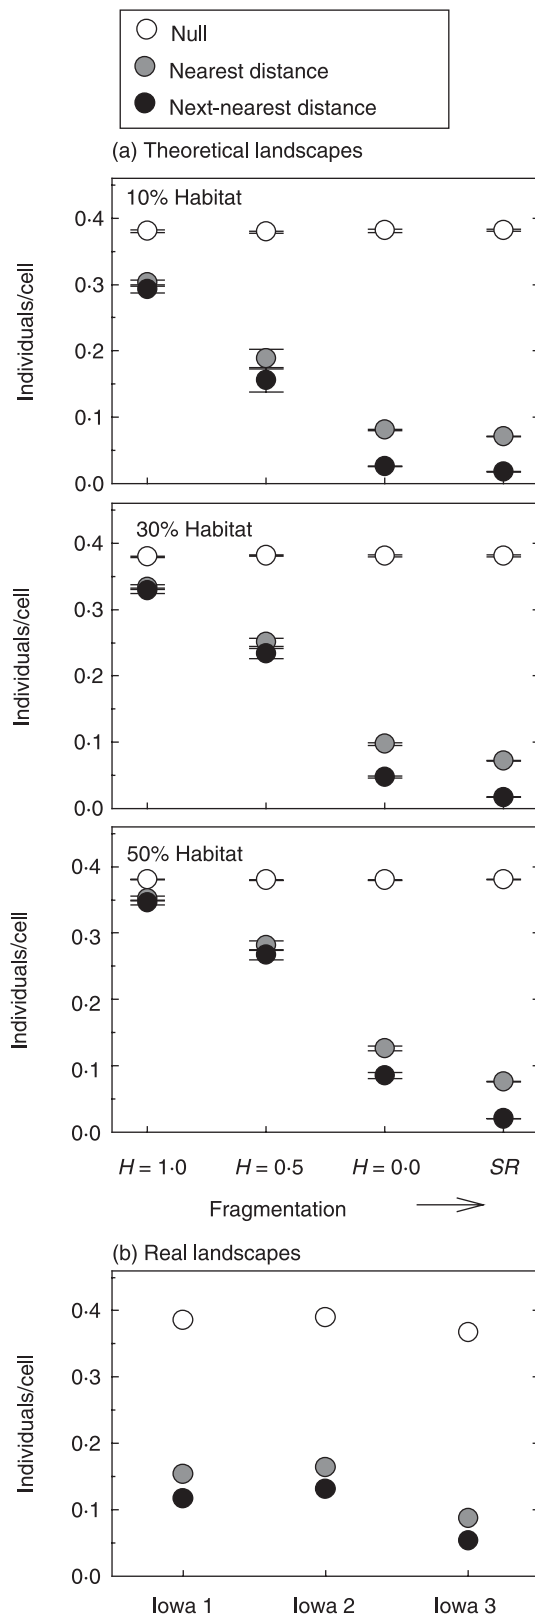 Null
Nearest distance
Next-nearest distance
(a) Theoretical landscapes
10% Habitat
0·4
0·3
0·2
0·1
0·0
Individuals/cell
30% Habitat
0·4
0·3
0·2
0·1
0·0
Individuals/cell
50% Habitat
0·4
0·3
0·2
0·1
0·0
Individuals/cell
H = 1·0 H = 0·5 H = 0·0 SR
Fragmentation
(b) Real landscapes
0·4
0·3
0·2
0·1
0·0
Individuals/cell
Iowa 1 Iowa 2 Iowa 3